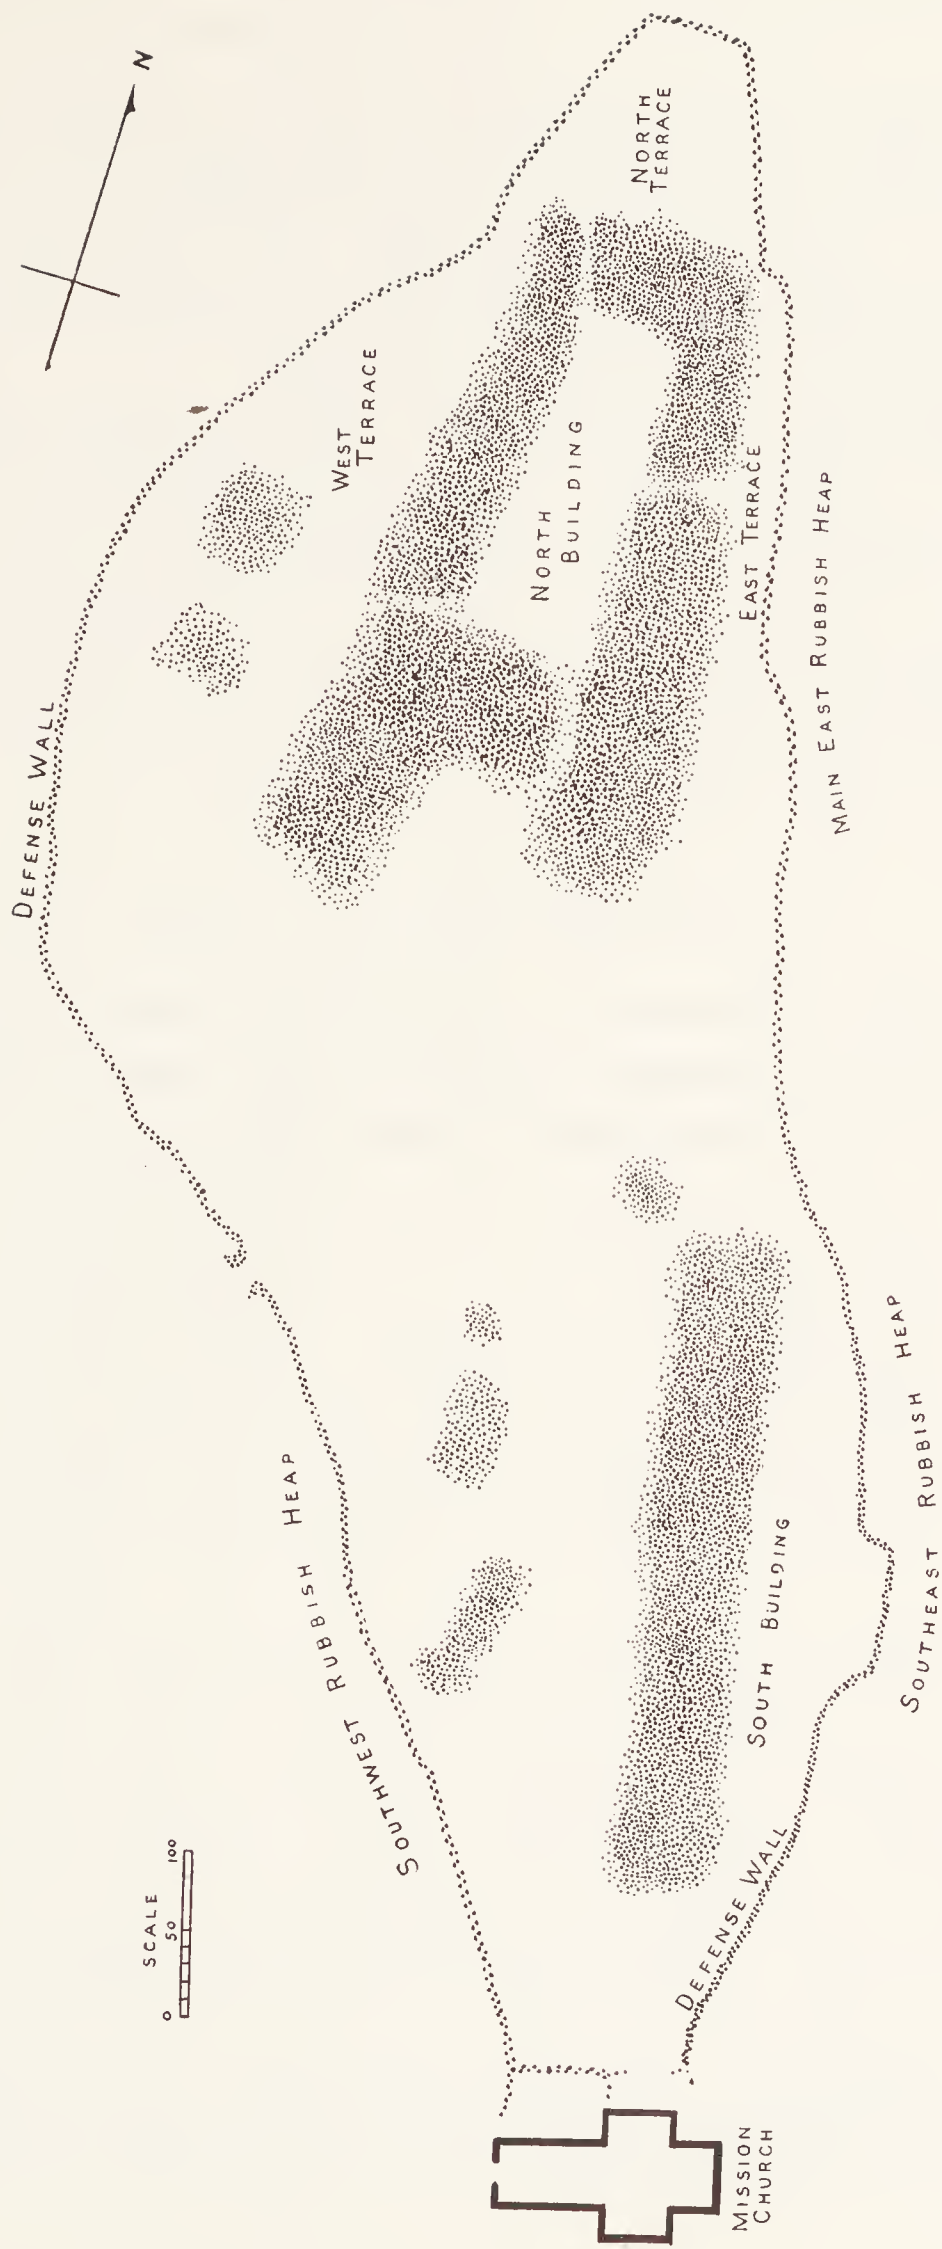 N
NORTH
TERRACE
WEST
TERRACE
NORTH
BUILDING
EAST TERRACE
MAIN EAST RUBBISH HEAP
DEFENSE WALL
SOUTHWEST RUBBISH HEAP
SOUTH BUILDING
SOUTHEAST RUBBISH HEAP
SCALE
0 50 100
DEFENSE WALL
MISSION
CHURCH